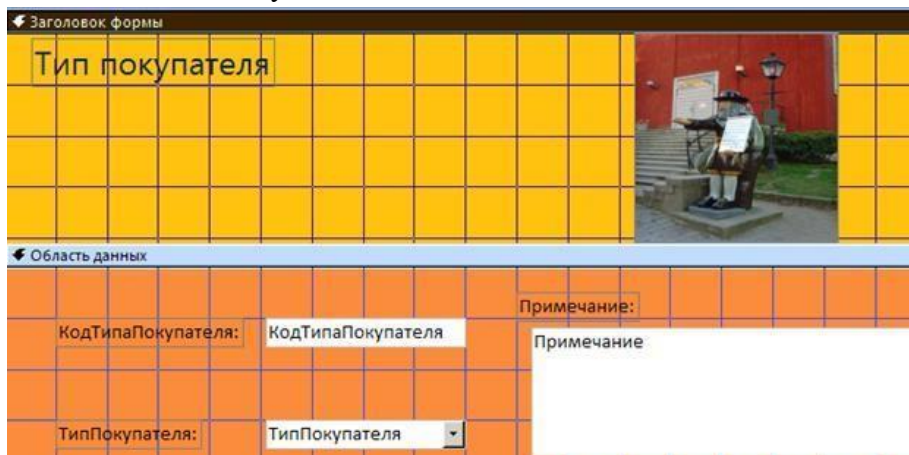 Заголовок формы
Тип покупателя
Область данных
Примечание:
КодТипаПокупателя: КодТипаПокупателя
Примечание
ТипПокупателя: ТипПокупателя